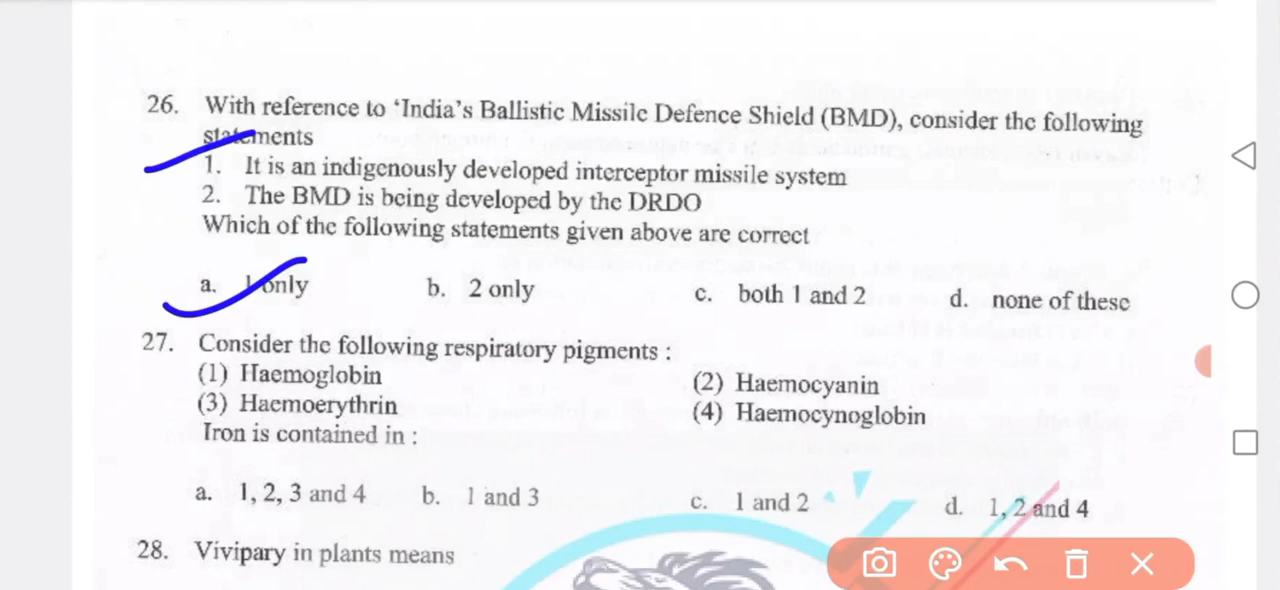 26. With reference to 'India's Ballistic Missile Defence Shield (BMD), consider the following
statements
1. It is an indigenously developed interceptor missile system
2. The BMD is being developed by the DRDO
Which of the following statements given above are correct
a. 1 only b. 2 only c. both 1 and 2 d. none of these
27. Consider the following respiratory pigments :
(1) Haemoglobin (2) Haemocyanin
(3) Haemoerythrin (4) Haemocynoglobin
Iron is contained in :
a. 1, 2, 3 and 4 b. 1 and 3 c. 1 and 2 d. 1, 2 and 4
28. Vivipary in plants means